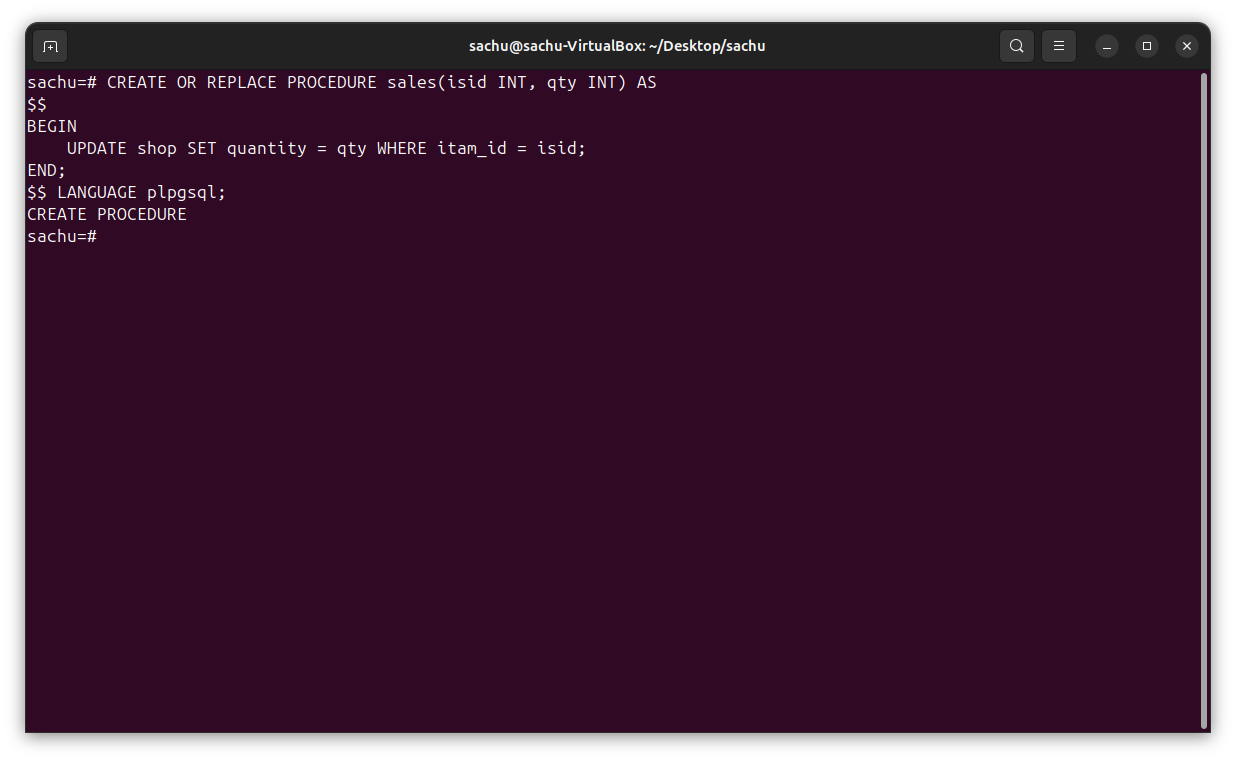 sachu@sachu-VirtualBox: ~/Desktop/sachu
sachu=# CREATE OR REPLACE PROCEDURE sales(isid INT, qty INT) AS
$$
BEGIN
    UPDATE shop SET quantity = qty WHERE itam_id = isid;
END;
$$ LANGUAGE plpgsql;
CREATE PROCEDURE
sachu=#